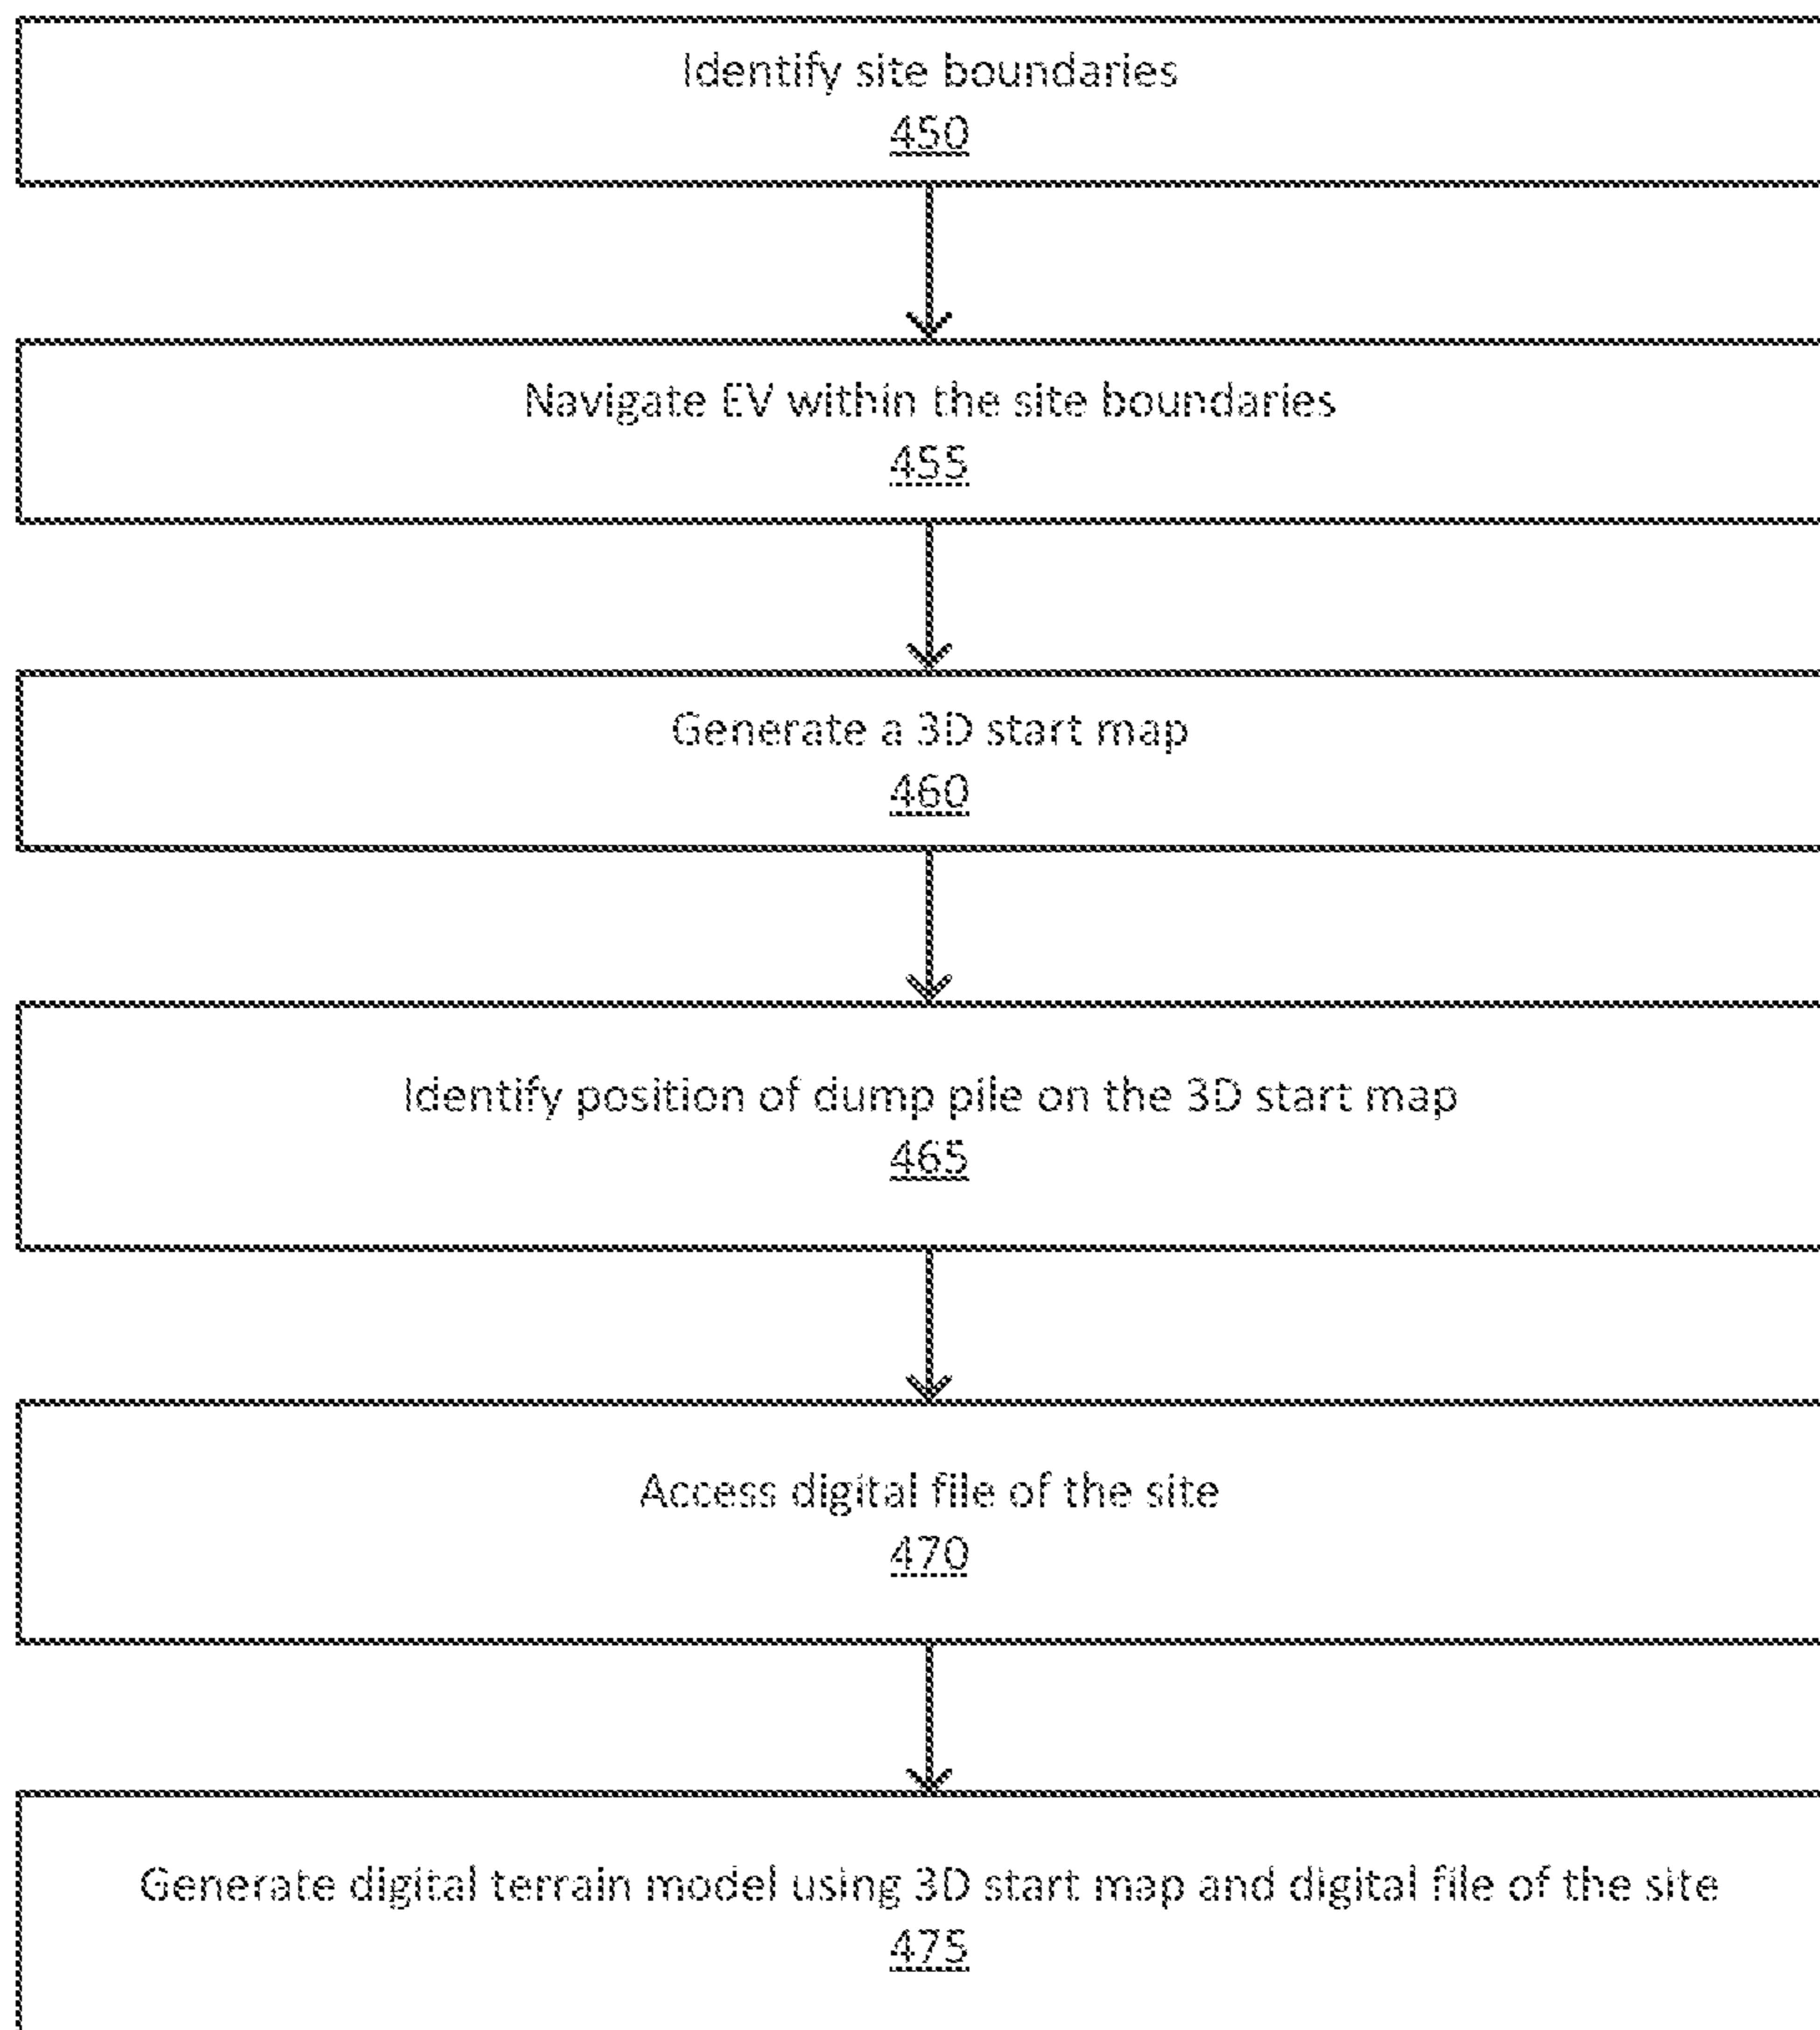 Identify site boundaries
450
Navigate EV within the site boundaries
455
Generate a 3D start map
460
Identify position of dump pile on the 3D start map
465
Access digital file of the site
470
Generate digital terrain model using 3D start map and digital file of the site
475